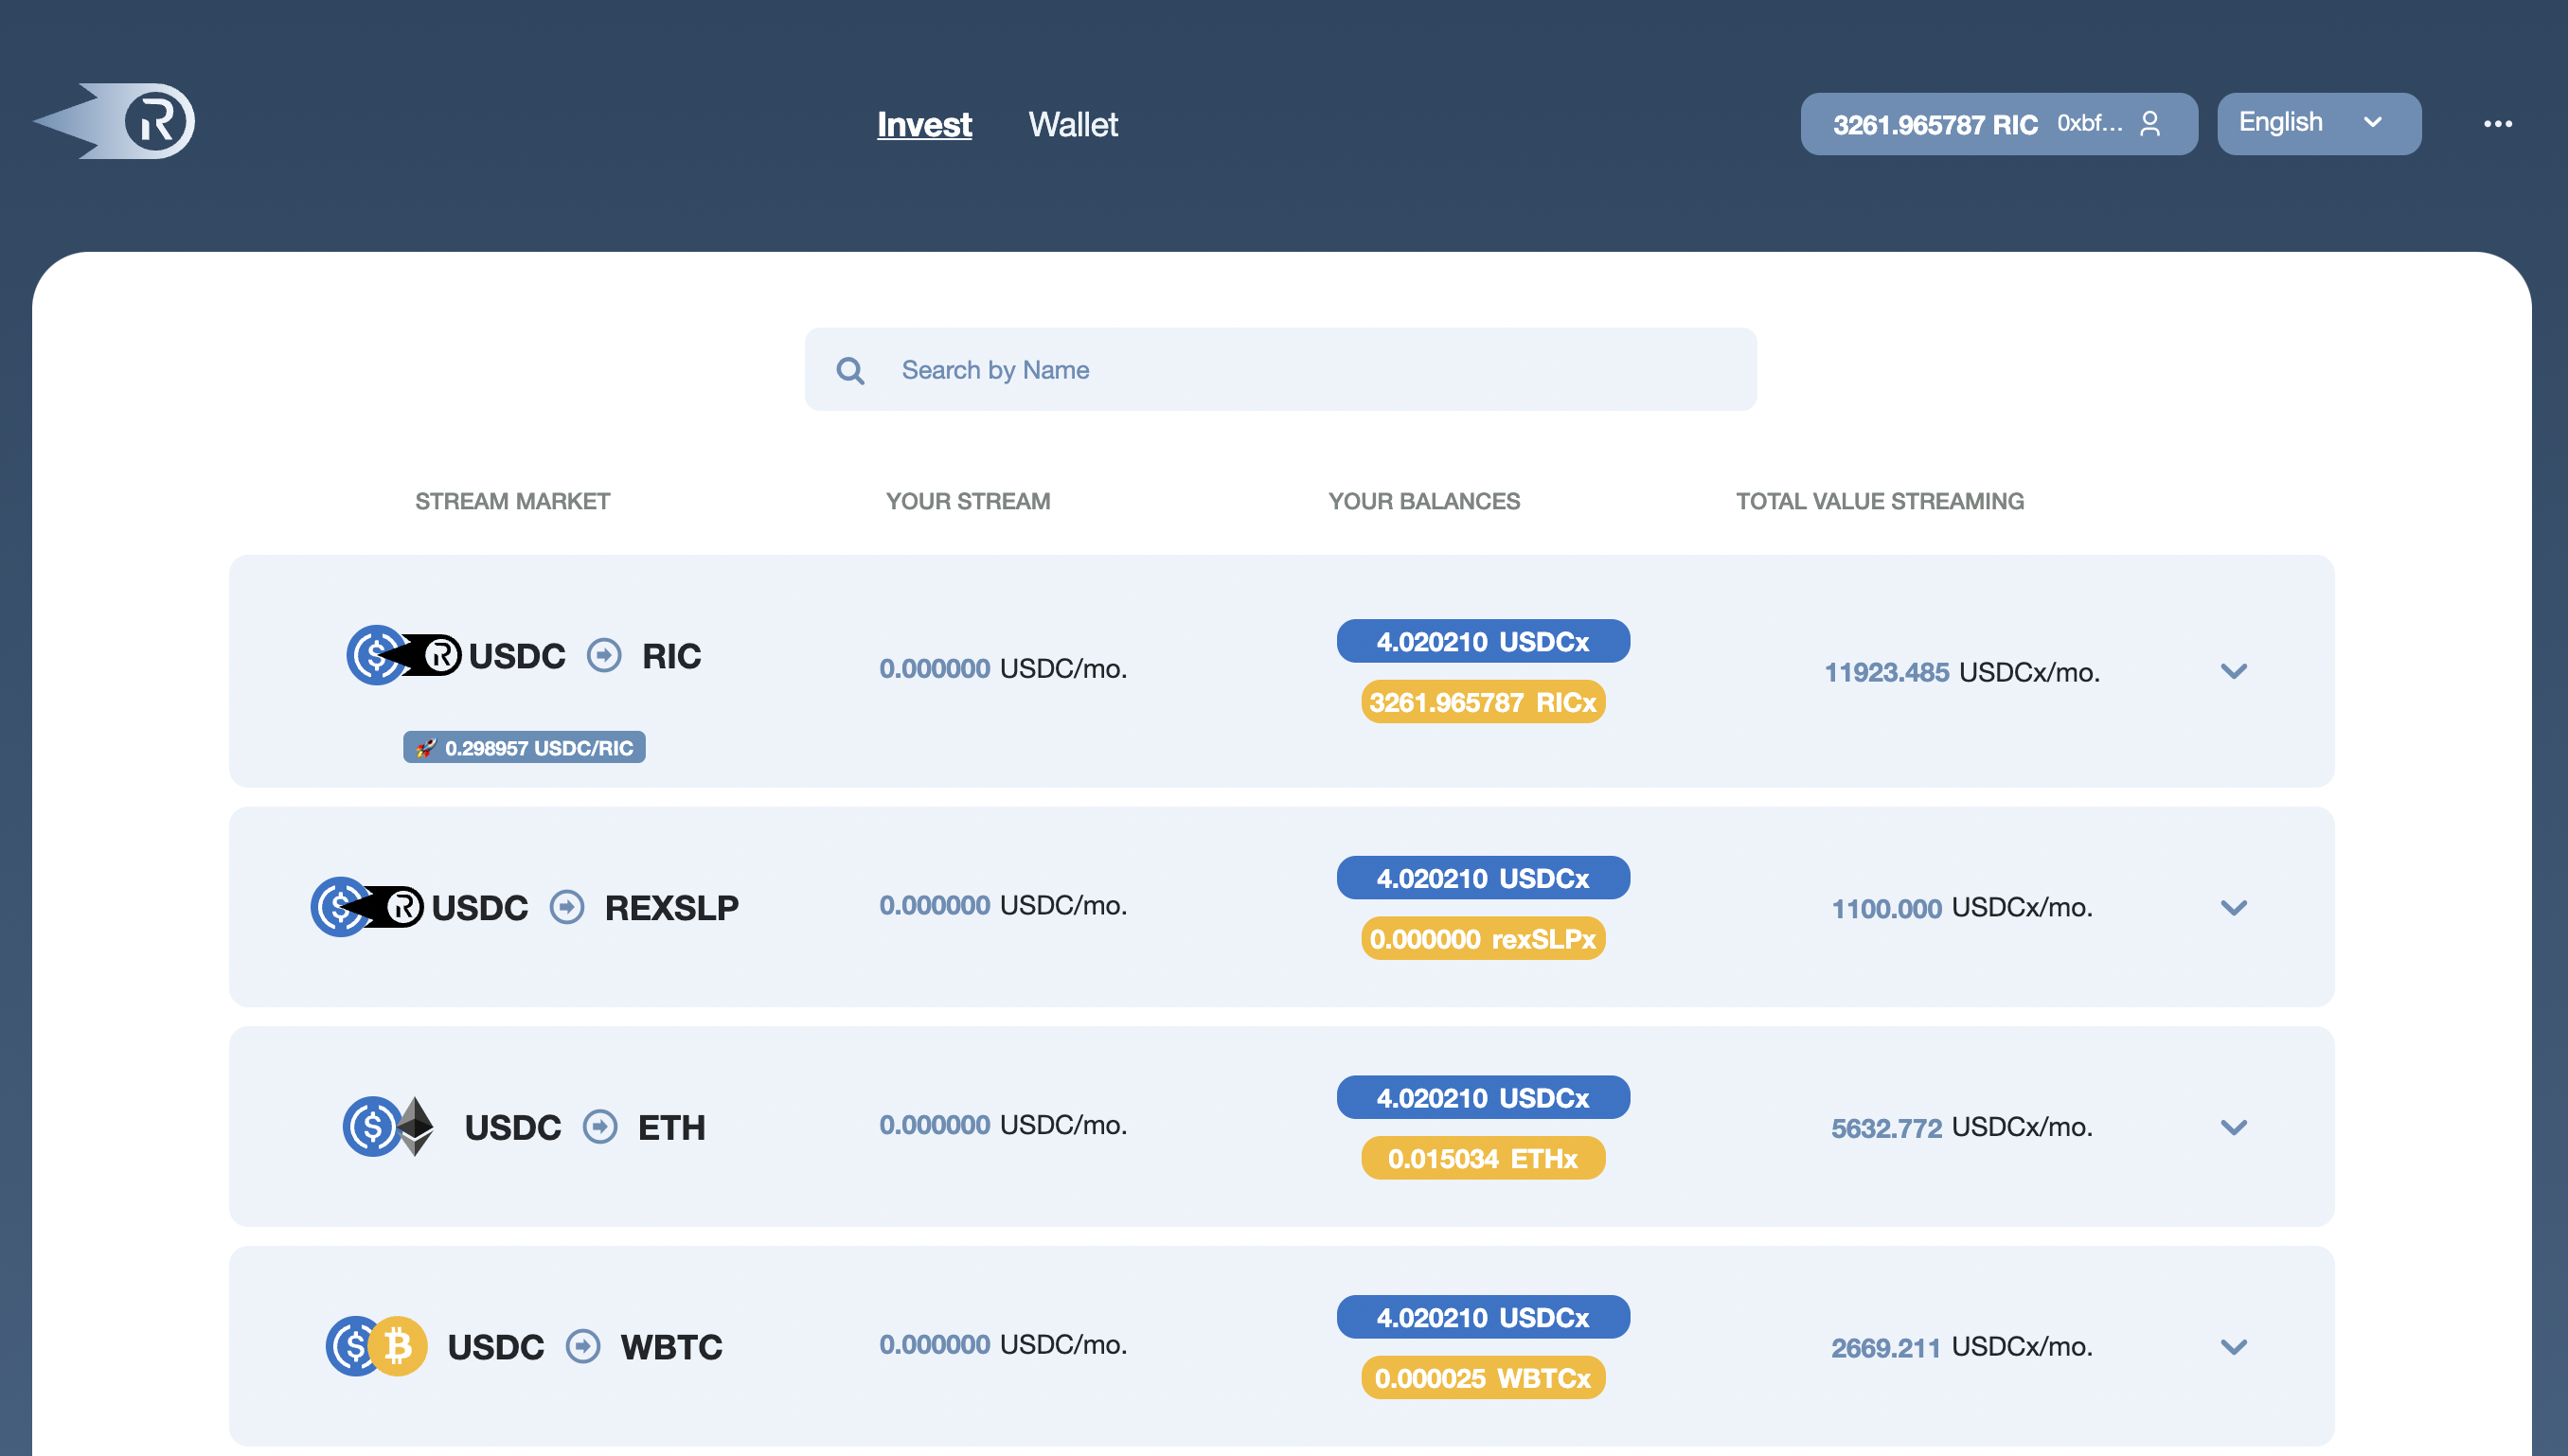 Invest Wallet 3261.965787 RIC 0xbf... English
Search by Name
STREAM MARKET YOUR STREAM YOUR BALANCES TOTAL VALUE STREAMING
USDC RIC 0.000000 USDC/mo. 4.020210 USDCx 11923.485 USDCx/mo.
3261.965787 RICx
🚀 0.298957 USDC/RIC
USDC REXSLP 0.000000 USDC/mo. 4.020210 USDCx 1100.000 USDCx/mo.
0.000000 rexSLPx
USDC ETH 0.000000 USDC/mo. 4.020210 USDCx 5632.772 USDCx/mo.
0.015034 ETHx
USDC WBTC 0.000000 USDC/mo. 4.020210 USDCx 2669.211 USDCx/mo.
0.000025 WBTCx